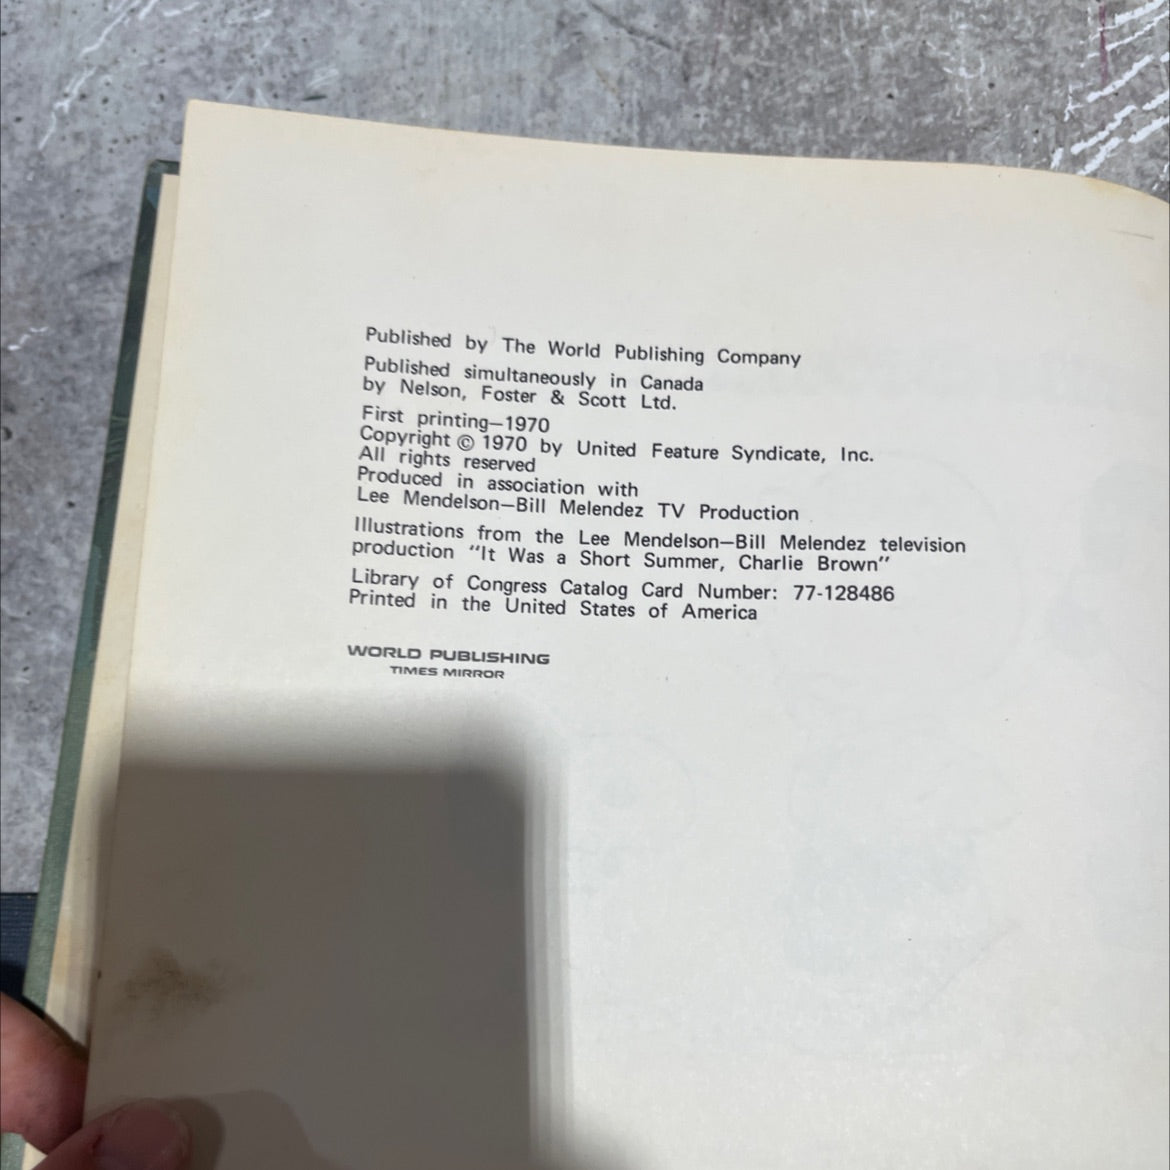 Published by The World Publishing Company
Published simultaneously in Canada
by Nelson, Foster & Scott Ltd.
First printing—1970
Copyright © 1970 by United Feature Syndicate, Inc.
All rights reserved
Produced in association with
Lee Mendelson—Bill Melendez TV Production
Illustrations from the Lee Mendelson—Bill Melendez television
production "It Was a Short Summer, Charlie Brown"
Library of Congress Catalog Card Number: 77-128486
Printed in the United States of America
WORLD PUBLISHING
TIMES MIRROR